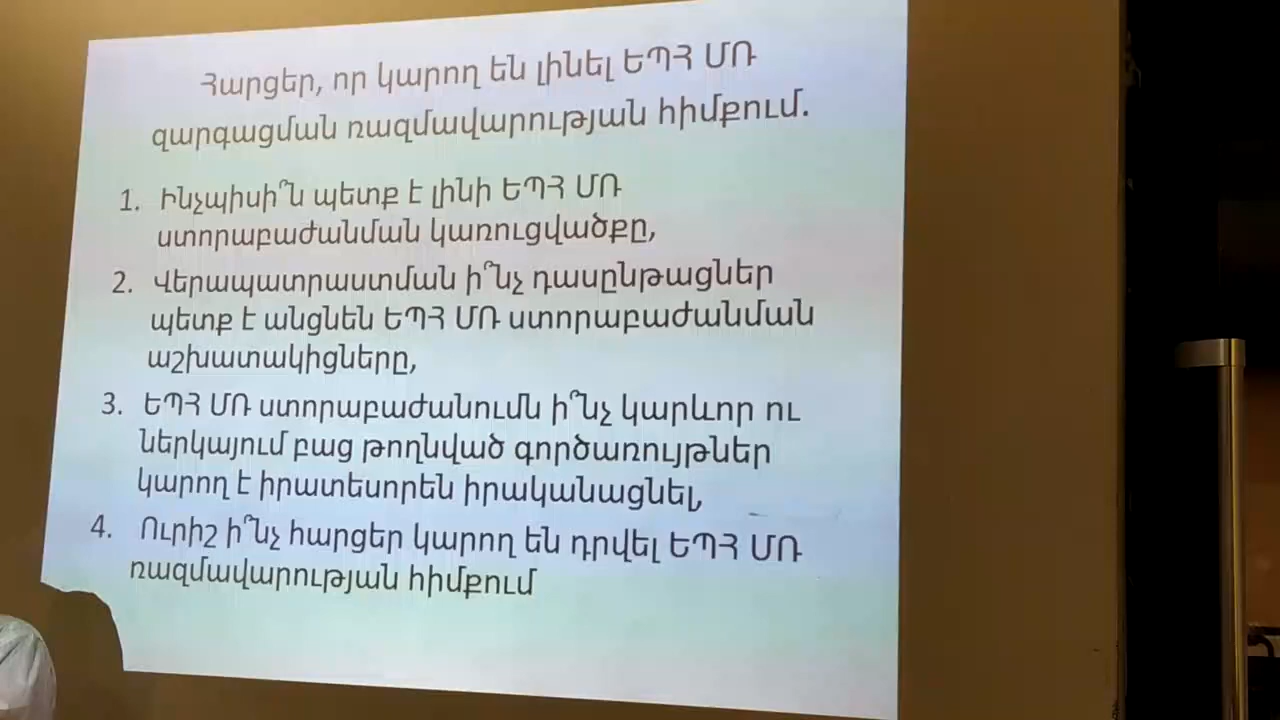 Հարցեր, որ կարող են լինել ԵՊՀ ՄՌ
զարգացման ռազմավարության հիմքում.
1. Ինչպիսի՞ն պետք է լինի ԵՊՀ ՄՌ
ստորաբաժանման կառուցվածքը,
2. Վերապատրաստման ի՞նչ դասընթացներ
պետք է անցնեն ԵՊՀ ՄՌ ստորաբաժանման
աշխատակիցները,
3. ԵՊՀ ՄՌ ստորաբաժանումն ի՞նչ կարևոր ու
ներկայում բաց թողնված գործառույթներ
կարող է իրատեսորեն իրականացնել,
4. Ուրիշ ի՞նչ հարցեր կարող են դրվել ԵՊՀ ՄՌ
ռազմավարության հիմքում